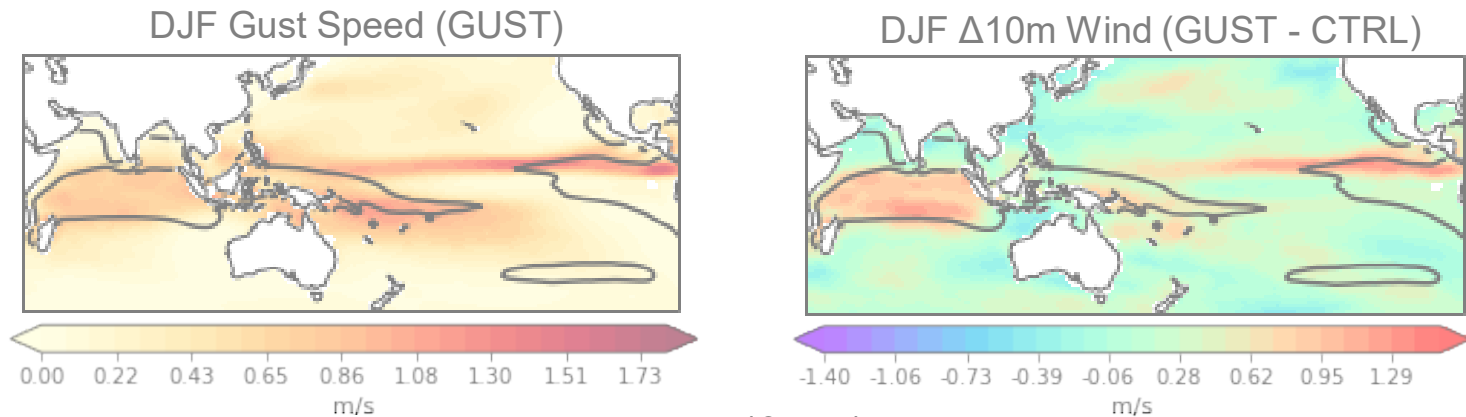 DJF Gust Speed (GUST)
DJF Δ10m Wind (GUST - CTRL)
0.00 0.22 0.43 0.65 0.86 1.08 1.30 1.51 1.73
m/s
-1.40 -1.06 -0.73 -0.39 -0.06 0.28 0.62 0.95 1.29
m/s